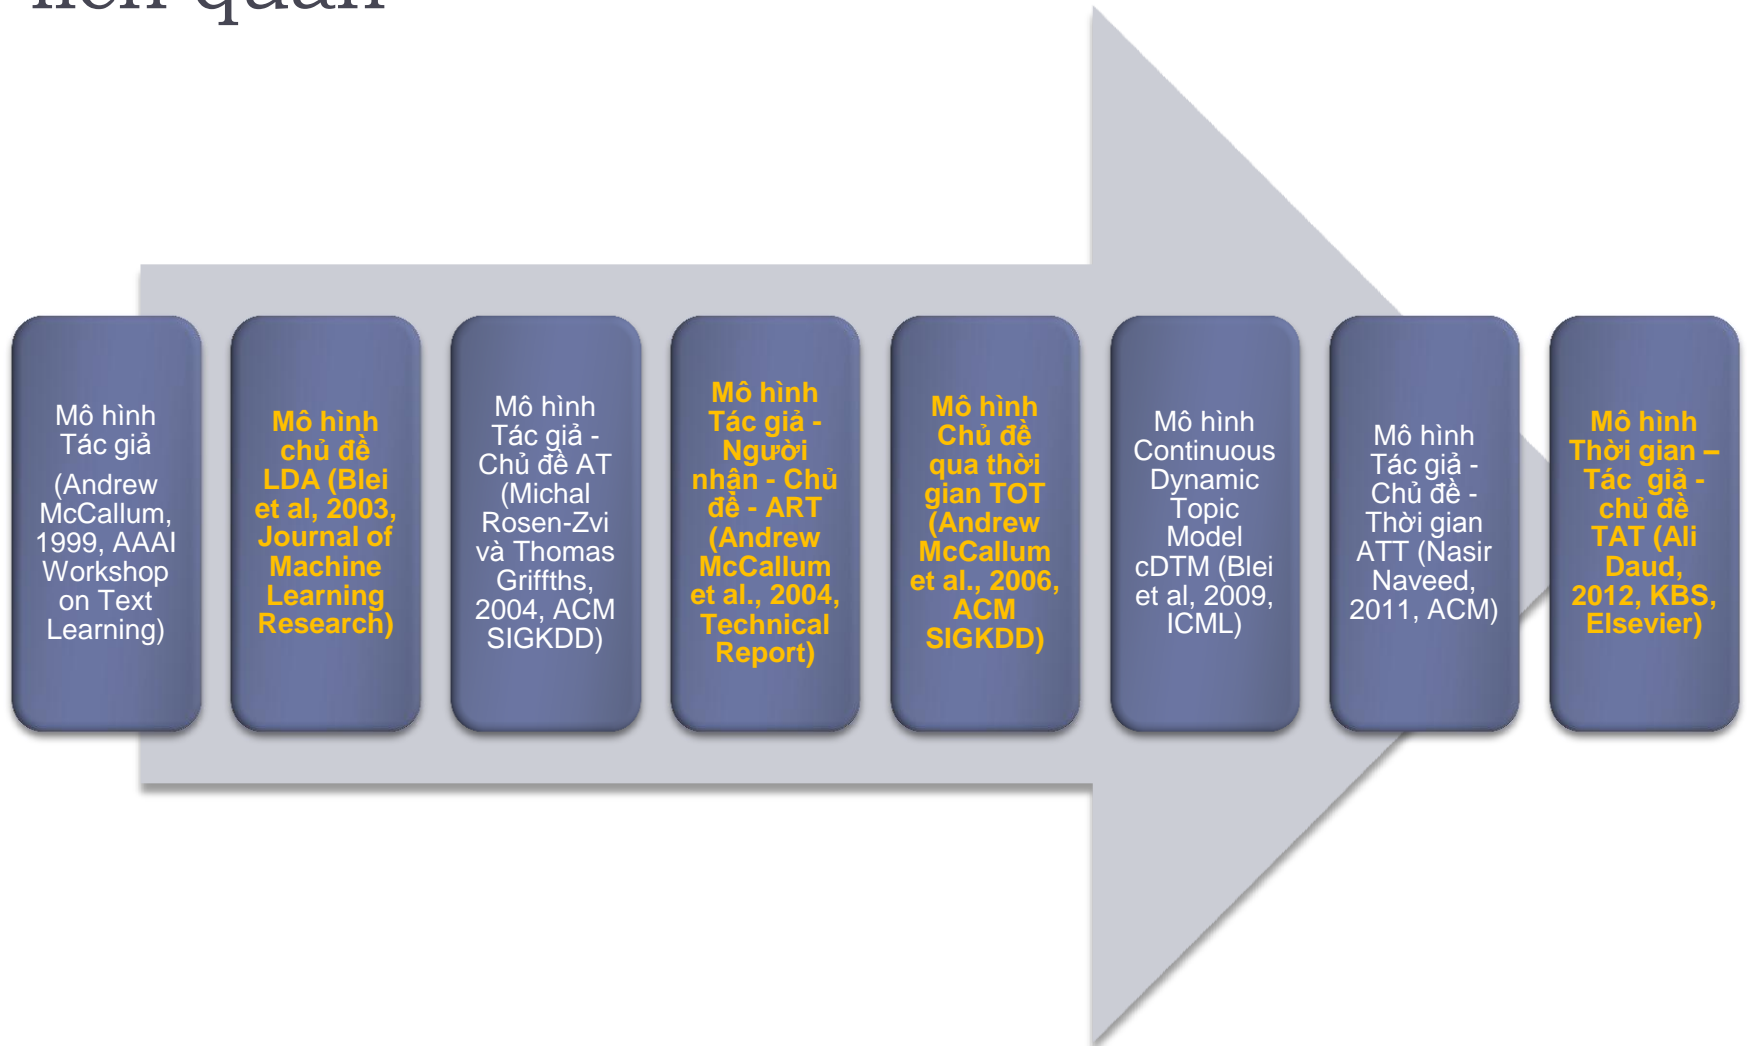 liên quan
Mô hình
Tác giả
(Andrew
McCallum,
1999, AAAI
Workshop
on Text
Learning)
Mô hình
chủ đề
LDA (Blei
et al, 2003,
Journal of
Machine
Learning
Research)
Mô hình
Tác giả -
Chủ đề AT
(Michal
Rosen-Zvi
và Thomas
Griffths,
2004, ACM
SIGKDD)
Mô hình
Tác giả -
Người
nhận - Chủ
đề - ART
(Andrew
McCallum
et al., 2004,
Technical
Report)
Mô hình
Chủ đề
qua thời
gian TOT
(Andrew
McCallum
et al., 2006,
ACM
SIGKDD)
Mô hình
Continuous
Dynamic
Topic
Model
cDTM (Blei
et al, 2009,
ICML)
Mô hình
Tác giả -
Chủ đề -
Thời gian
ATT (Nasir
Naveed,
2011, ACM)
Mô hình
Thời gian –
Tác giả -
chủ đề
TAT (Ali
Daud,
2012, KBS,
Elsevier)